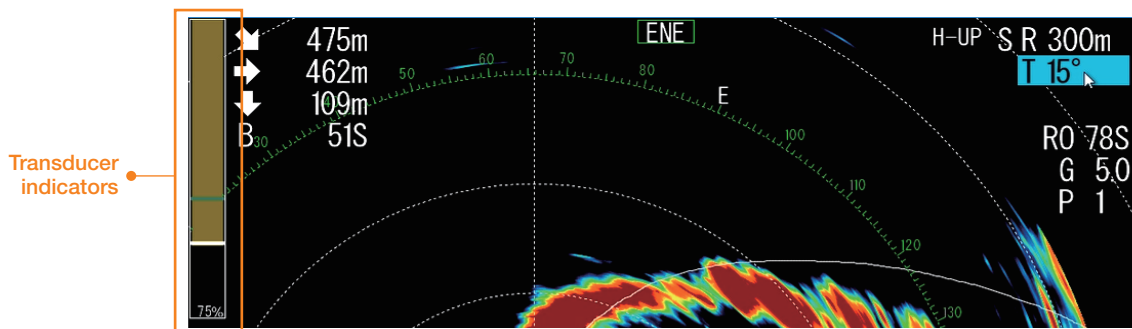 Transducer
indicators
75%
475m
462m
109m
B 51S
ENE
H-UP S R 300m
T 15°
RO 78S
G 5.0
P 1
30
40
50
60
70
80
E
100
110
120
130